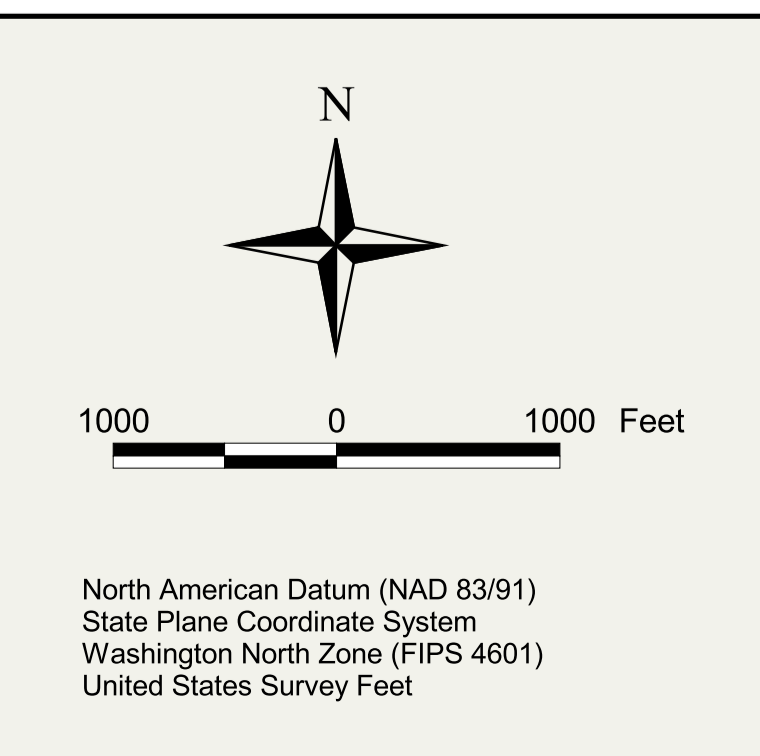 N
1000 0 1000 Feet
North American Datum (NAD 83/91)
State Plane Coordinate System
Washington North Zone (FIPS 4601)
United States Survey Feet